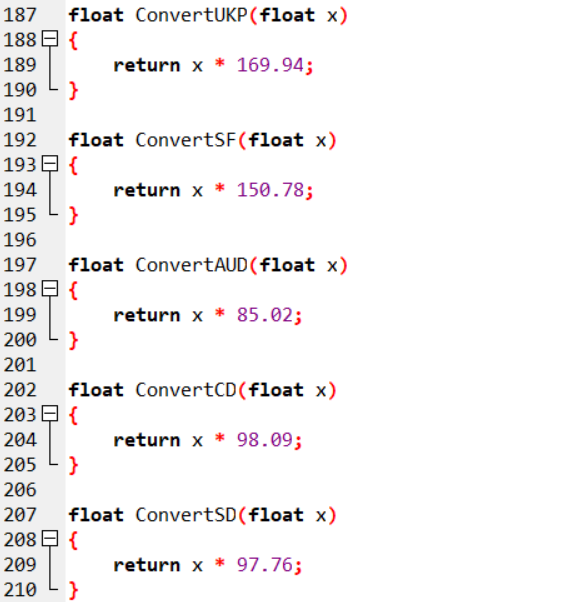 187 float ConvertUKP(float x)
188 {
189 return x * 169.94;
190 }
191
192 float ConvertSF(float x)
193 {
194 return x * 150.78;
195 }
196
197 float ConvertAUD(float x)
198 {
199 return x * 85.02;
200 }
201
202 float ConvertCD(float x)
203 {
204 return x * 98.09;
205 }
206
207 float ConvertSD(float x)
208 {
209 return x * 97.76;
210 }